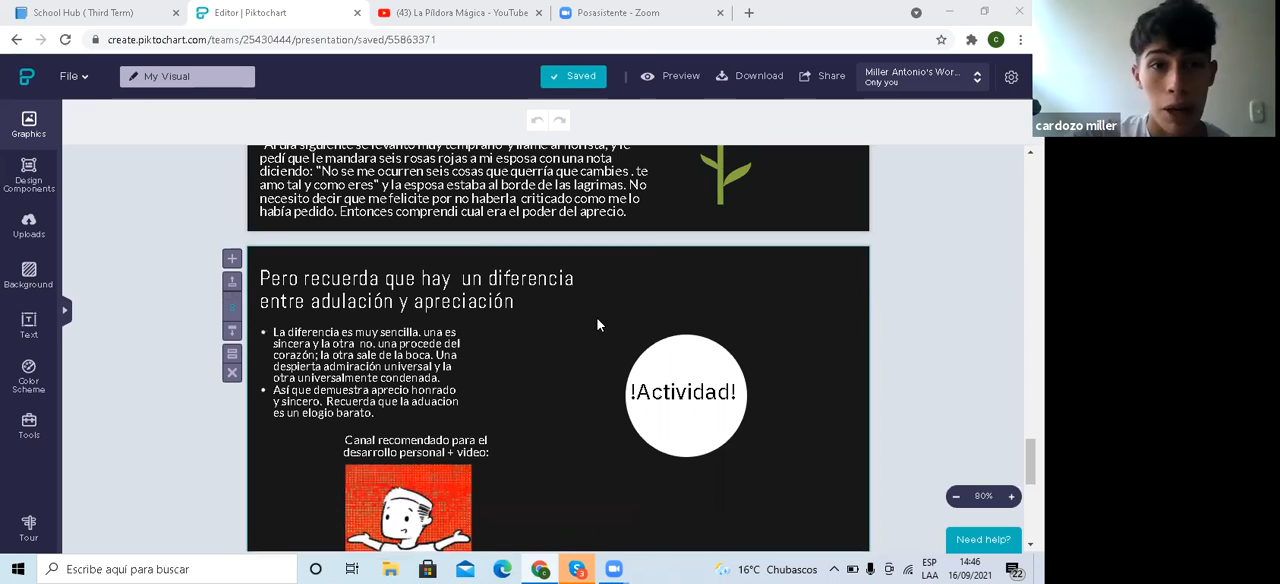 School Hub ( Third Term)
Editor | Piktochart
(43) La Píldora Mágica - YouTube
Posasistente - Zoom
create.piktochart.com/teams/25430444/presentation/saved/55863371
File
My Visual
Saved
Preview
Download
Share
Miller Antonio's Wor...
Only you
cardozo miller
Graphics
Design
Components
Uploads
Background
Text
Color
Scheme
Tools
Tour
pedí que le mandara seis rosas rojas a mi esposa con una nota
diciendo: "No se me ocurren seis cosas que querría que cambies . te
amo tal y como eres" y la esposa estaba al borde de las lagrimas. No
necesito decir que me felicite por no haberla criticado como me lo
había pedido. Entonces comprendi cual era el poder del aprecio.
Pero recuerda que hay un diferencia
entre adulación y apreciación
• La diferencia es muy sencilla. una es
sincera y la otra no. una procede del
corazón; la otra sale de la boca. Una
despierta admiración universal y la
otra universalmente condenada.
• Así que demuestra aprecio honrado
y sincero. Recuerda que la aduacion
es un elogio barato.
!Actividad!
Canal recomendado para el
desarrollo personal + video:
80%
Need help?
Escribe aquí para buscar
16°C Chubascos
ESP
LAA
14:46
16/09/2021
22